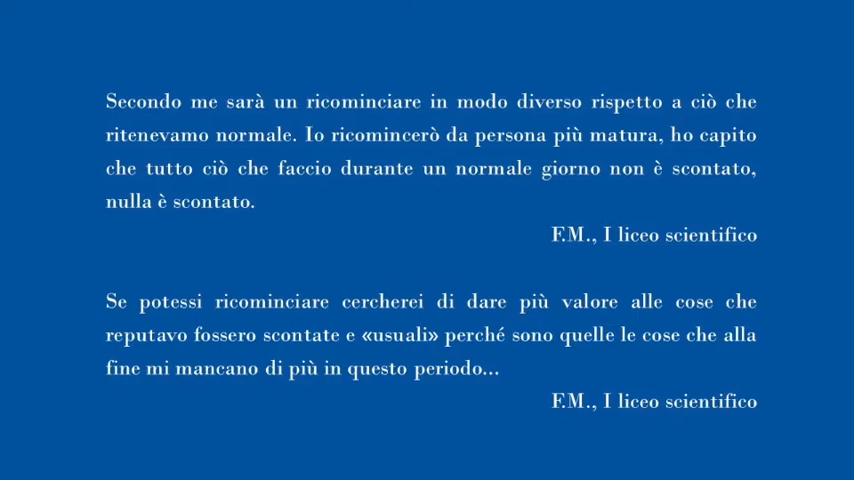 Secondo me sarà un ricominciare in modo diverso rispetto a ciò che
ritenevamo normale. Io ricomincerò da persona più matura, ho capito
che tutto ciò che faccio durante un normale giorno non è scontato,
nulla è scontato.
F.M., I liceo scientifico
Se potessi ricominciare cercherei di dare più valore alle cose che
reputavo fossero scontate e «usuali» perché sono quelle le cose che alla
fine mi mancano di più in questo periodo...
F.M., I liceo scientifico